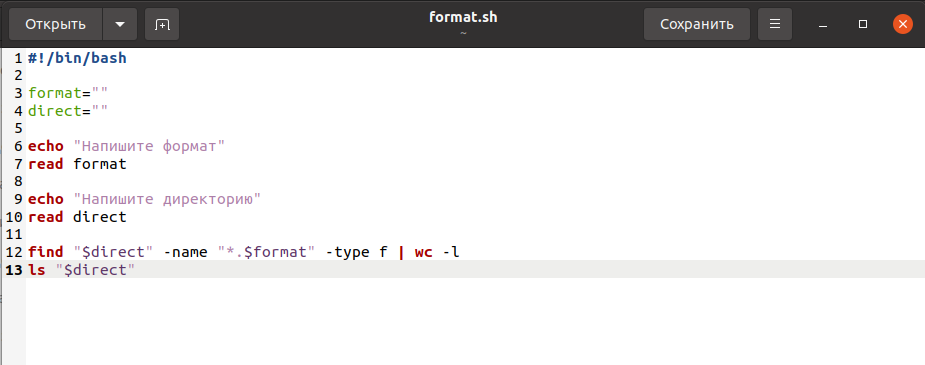 Открыть
format.sh
~
Сохранить
1 #!/bin/bash
2
3 format=""
4 direct=""
5
6 echo "Напишите формат"
7 read format
8
9 echo "Напишите директорию"
10 read direct
11
12 find "$direct" -name "*.$format" -type f | wc -l
13 ls "$direct"